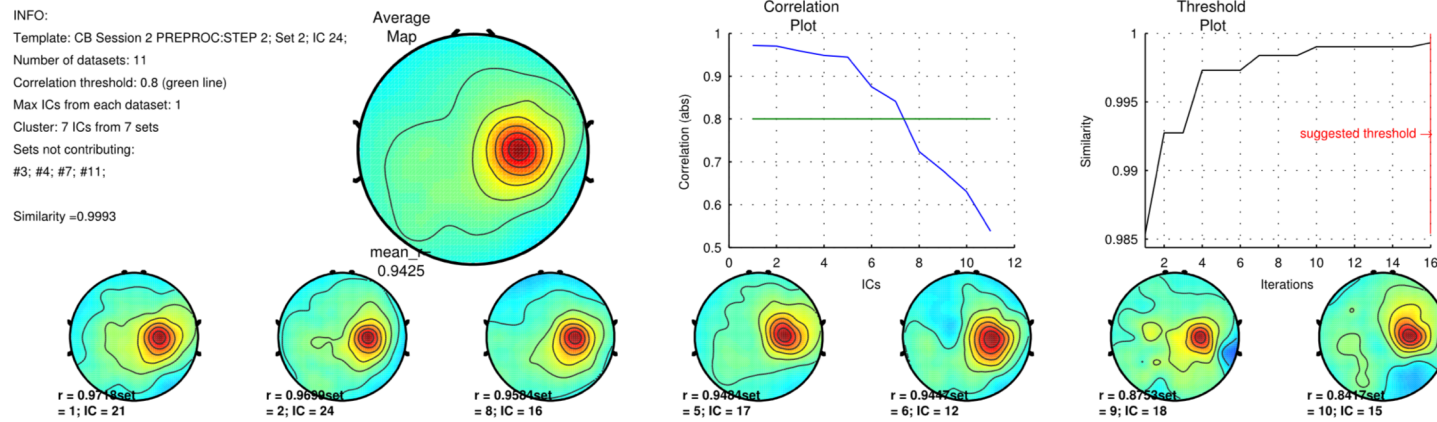 INFO:
Template: CB Session 2 PREPROC:STEP 2; Set 2; IC 24;
Number of datasets: 11
Correlation threshold: 0.8 (green line)
Max ICs from each dataset: 1
Cluster: 7 ICs from 7 sets
Sets not contributing:
#3; #4; #7; #11;
Similarity =0.9993
Average
Map
mean_r=
0.9425
Correlation
Plot
Correlation (abs)
1
0.9
0.8
0.7
0.6
0.5
0 2 4 6 8 10 12
ICs
Threshold
Plot
Similarity
1
0.995
0.99
0.985
suggested threshold →
2 4 6 8 10 12 14 16
Iterations
r = 0.9718set
= 1; IC = 21
r = 0.9699set
= 2; IC = 24
r = 0.9584set
= 8; IC = 16
r = 0.9484set
= 5; IC = 17
r = 0.9447set
= 6; IC = 12
r = 0.8753set
= 9; IC = 18
r = 0.8417set
= 10; IC = 15